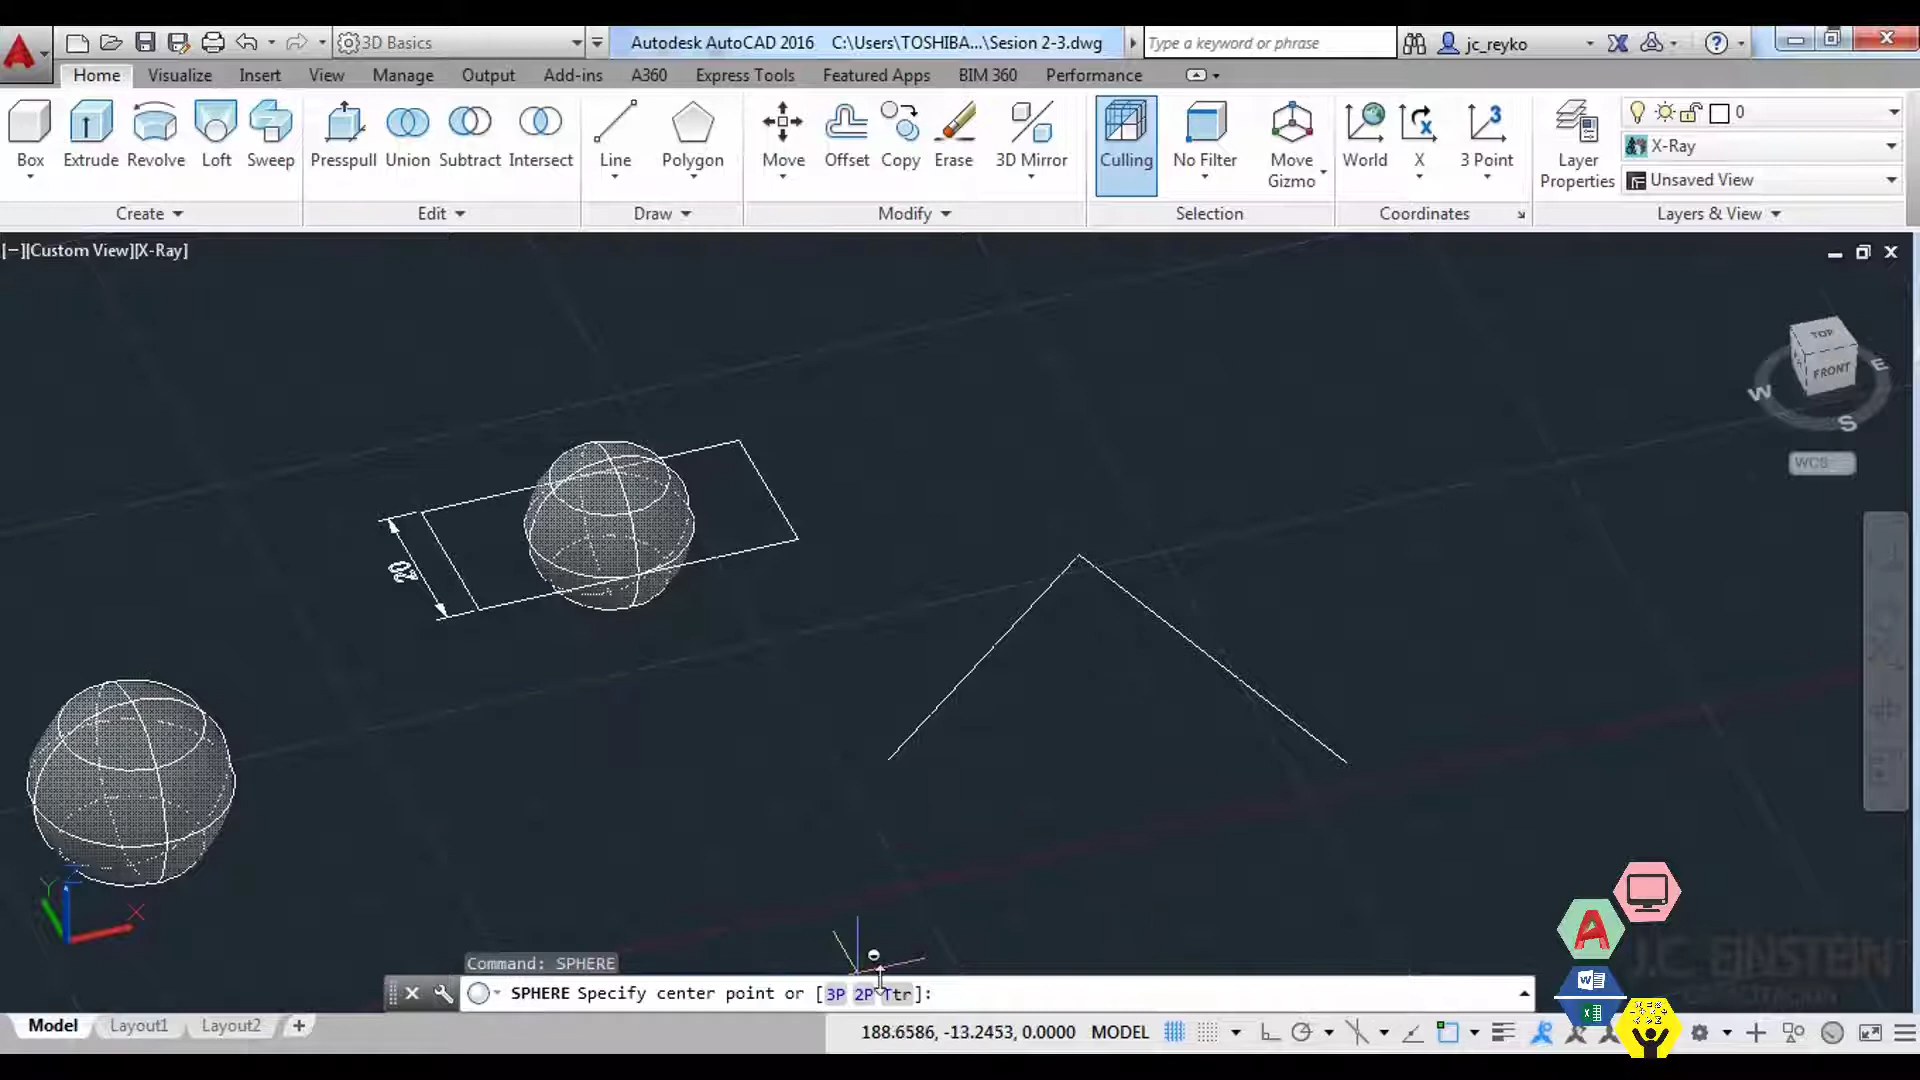 3D Basics
Autodesk AutoCAD 2016 C:\Users\TOSHIBA...\Sesion 2-3.dwg
Type a keyword or phrase
jc_reyko
Home Visualize Insert View Manage Output Add-ins A360 Express Tools Featured Apps BIM 360 Performance
Box Extrude Revolve Loft Sweep Presspull Union Subtract Intersect Line Polygon Move Offset Copy Erase 3D Mirror Culling No Filter Move Gizmo World X 3 Point Layer Properties
0
X-Ray
Unsaved View
Create Edit Draw Modify Selection Coordinates Layers & View
[−][Custom View][X-Ray]
TOP
FRONT
W
E
S
WCS
20
Y
Z
X
Command: SPHERE
SPHERE Specify center point or [3P 2P Ttr]:
J.C. EINSTEIN
Model Layout1 Layout2
188.6586, -13.2453, 0.0000 MODEL